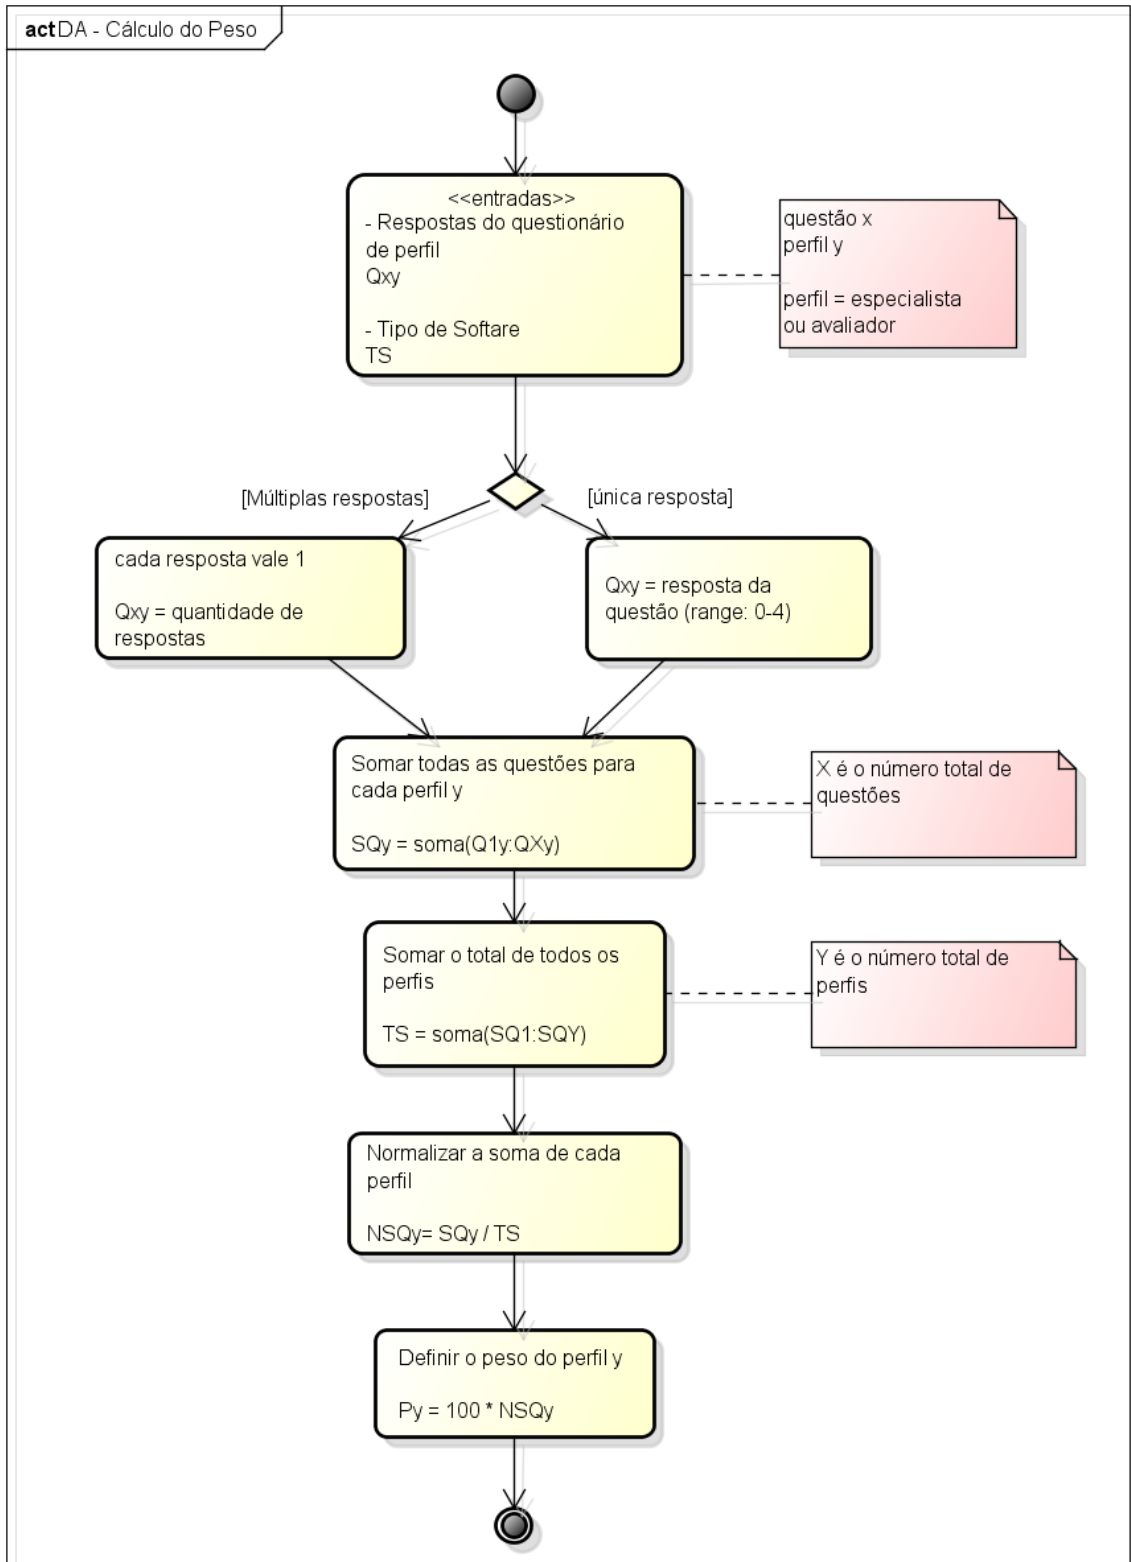 actDA - Cálculo do Peso
<<entradas>>
- Respostas do questionário
de perfil
Qxy
- Tipo de Softare
TS
questão x
perfil y
perfil = especialista
ou avaliador
[Múltiplas respostas]
[única resposta]
cada resposta vale 1
Qxy = quantidade de
respostas
Qxy = resposta da
questão (range: 0-4)
Somar todas as questões para
cada perfil y
SQy = soma(Q1y:QXy)
X é o número total de
questões
Somar o total de todos os
perfis
TS = soma(SQ1:SQY)
Y é o número total de
perfis
Normalizar a soma de cada
perfil
NSQy= SQy / TS
Definir o peso do perfil y
Py = 100 * NSQy